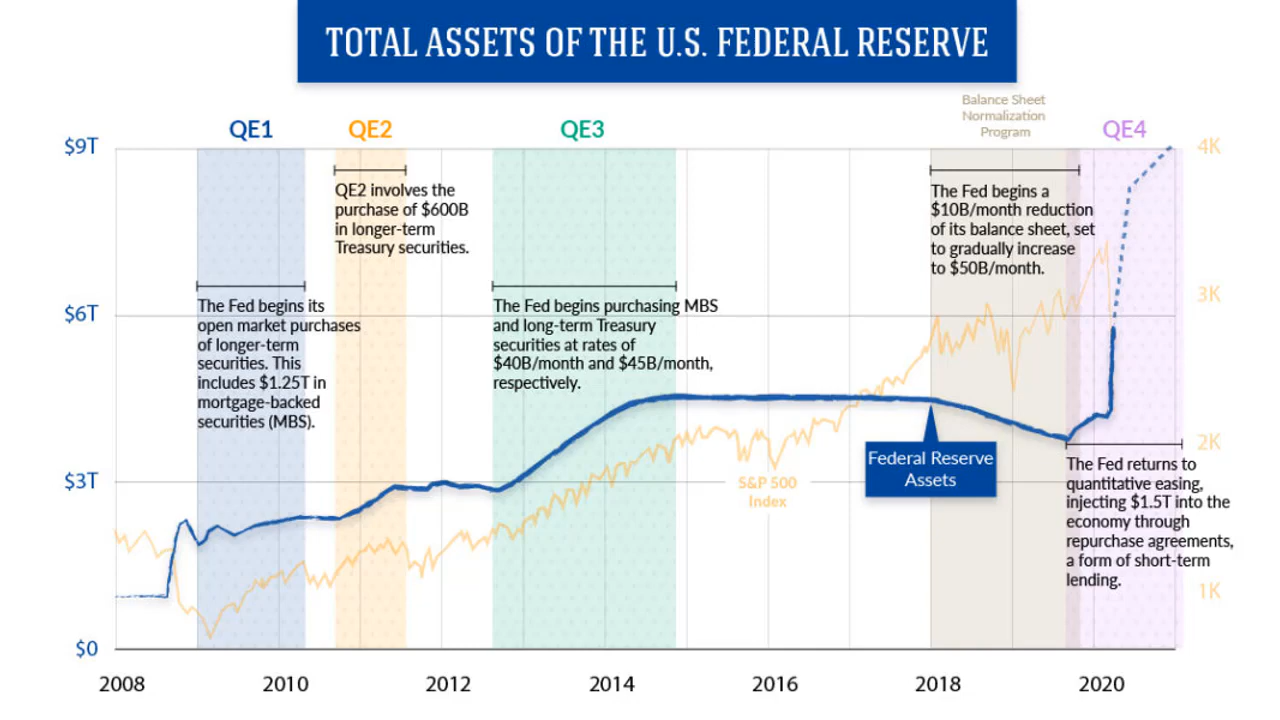 TOTAL ASSETS OF THE U.S. FEDERAL RESERVE
Balance Sheet
Normalization
Program
QE1
QE2
QE3
QE4
$9T
4K
QE2 involves the
purchase of $600B
in longer-term
Treasury securities.
The Fed begins a
$10B/month reduction
of its balance sheet, set
to gradually increase
to $50B/month.
$6T
3K
The Fed begins its
open market purchases
of longer-term
securities. This
includes $1.25T in
mortgage-backed
securities (MBS).
The Fed begins purchasing MBS
and long-term Treasury
securities at rates of
$40B/month and $45B/month,
respectively.
2K
Federal Reserve
Assets
$3T
S&P 500
Index
The Fed returns to
quantitative easing,
injecting $1.5T into the
economy through
repurchase agreements,
a form of short-term
lending.
1K
$0
2008
2010
2012
2014
2016
2018
2020